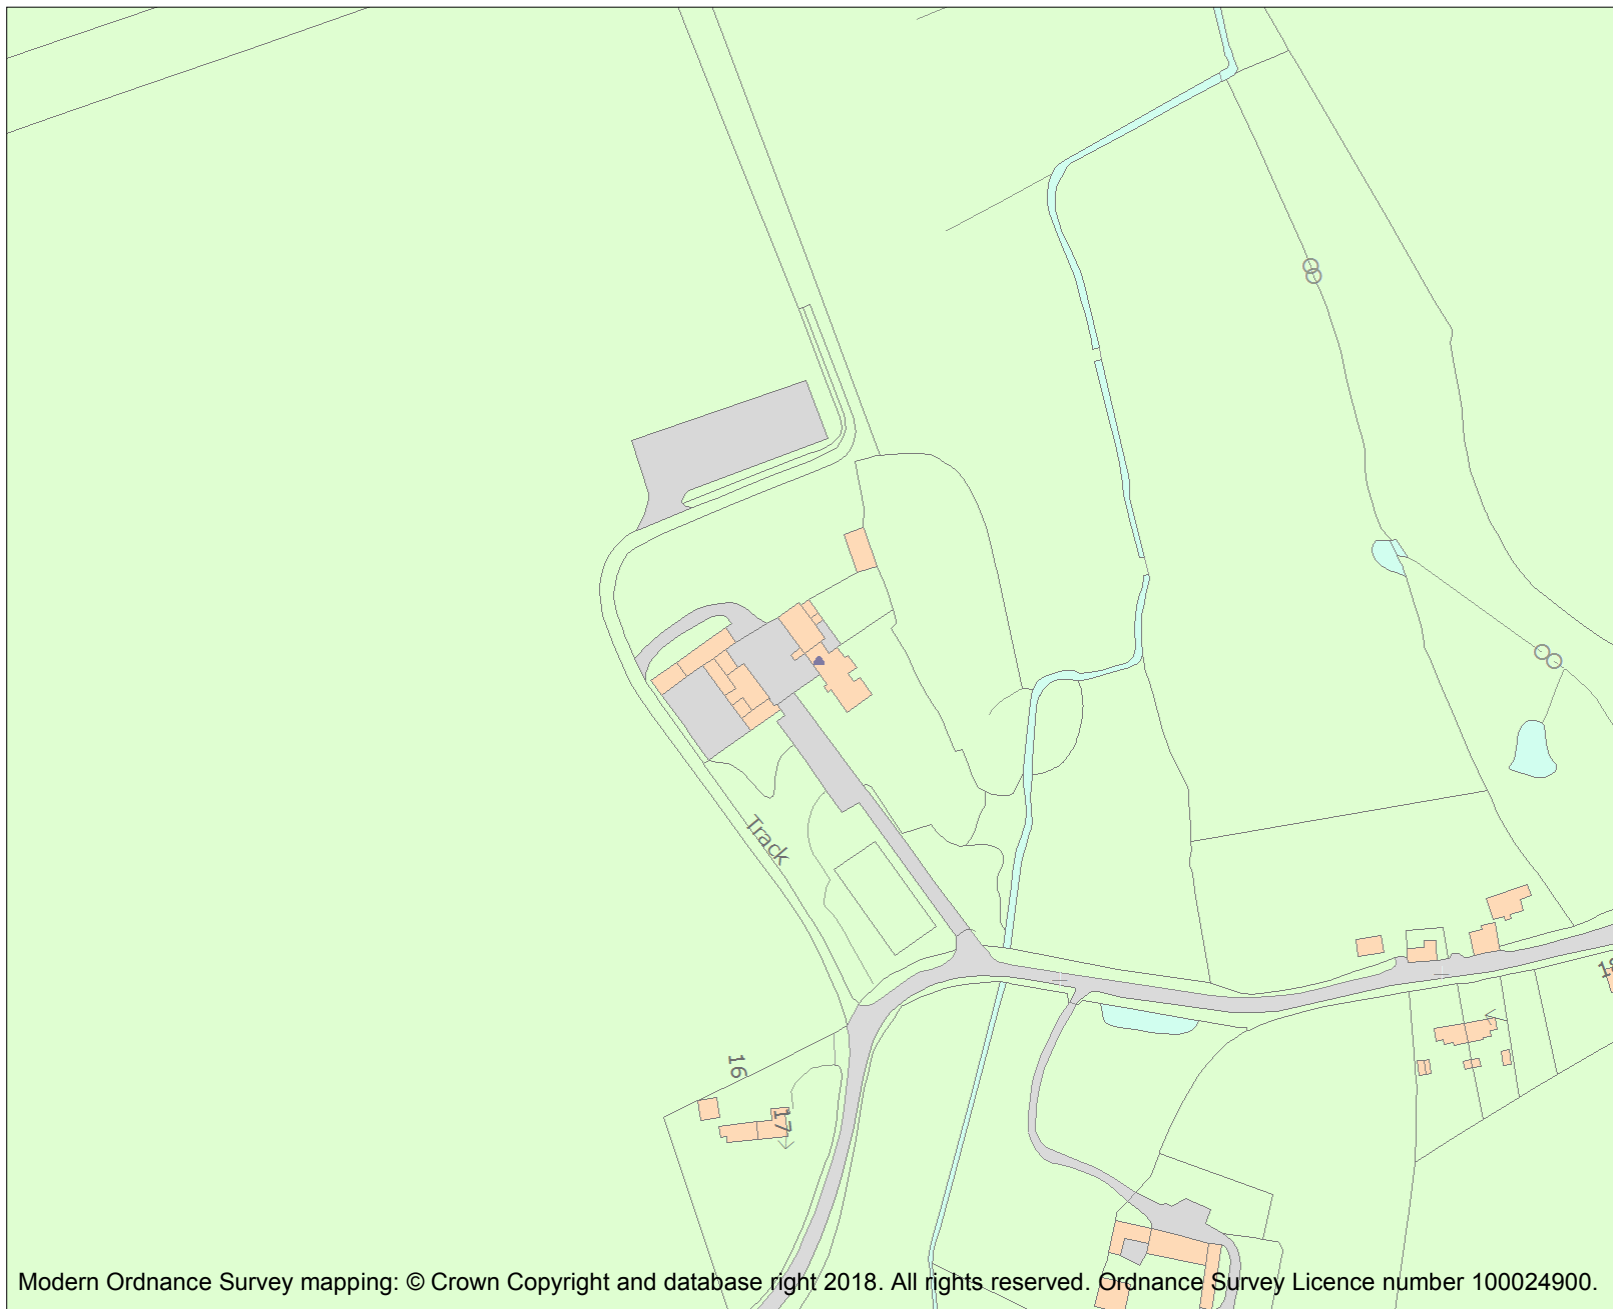 Track
16
17
Modern Ordnance Survey mapping: © Crown Copyright and database right 2018. All rights reserved. Ordnance Survey Licence number 100024900.